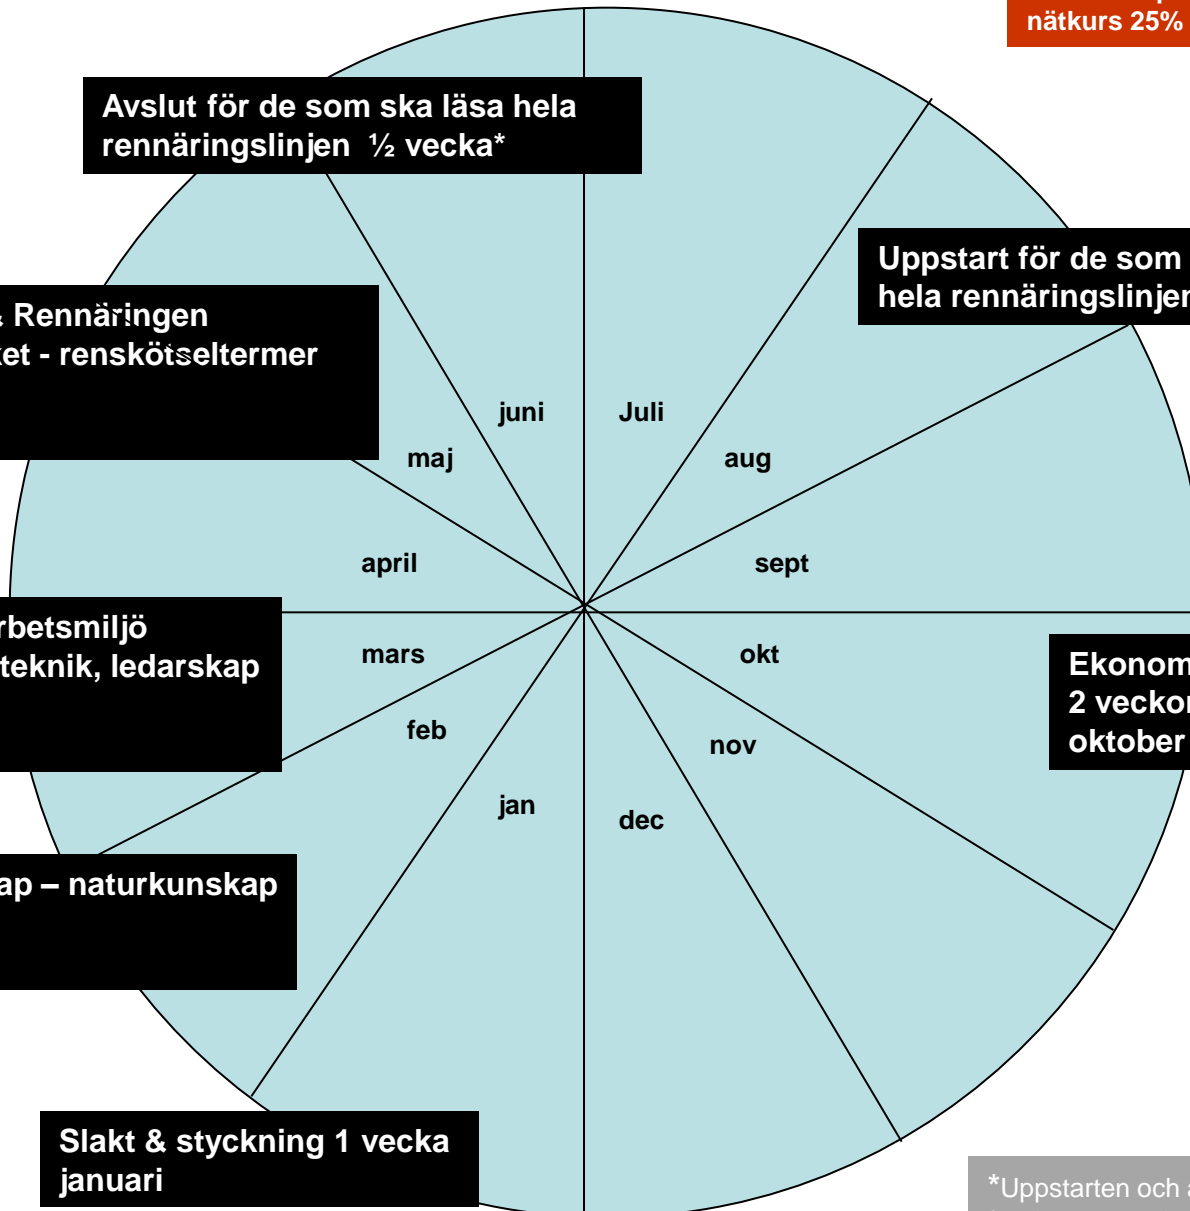 nätkurs 25%
Avslut för de som ska läsa hela
rennäringslinjen ½ vecka*
Uppstart för de som
hela rennäringslinjen
& Rennäringen
ket - renskötseltermer
juni
Juli
maj
aug
april
sept
rbetsmiljö
teknik, ledarskap
mars
okt
Ekonom
2 veckor
oktober
feb
nov
jan
dec
ap – naturkunskap
Slakt & styckning 1 vecka
januari
*Uppstarten och a